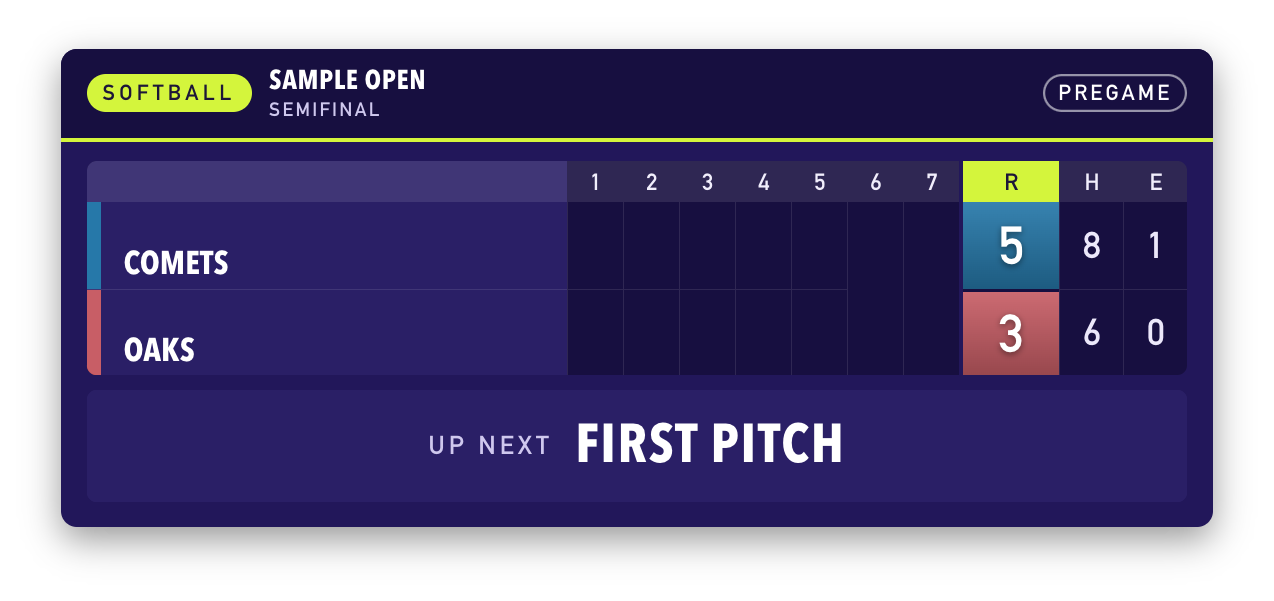 SOFTBALL
SAMPLE OPEN
SEMIFINAL
PREGAME
1 2 3 4 5 6 7 R H E
COMETS 5 8 1
OAKS 3 6 0
UP NEXT FIRST PITCH